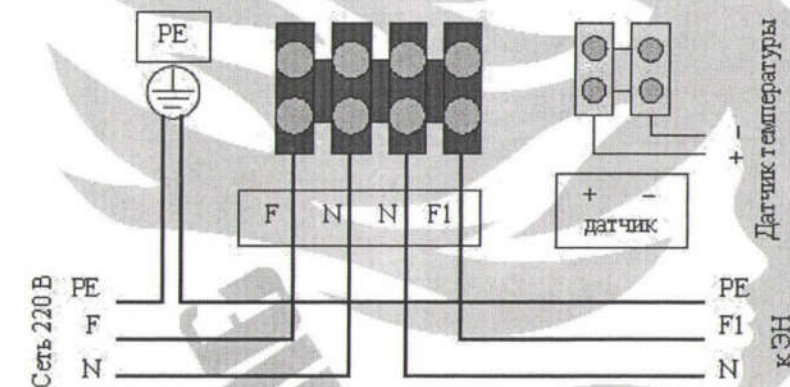 PE
F N N F1
+ −
датчик
−
+
Датчик температуры
Сеть 220 В
PE
F
N
PE
F1
N
к ЭН